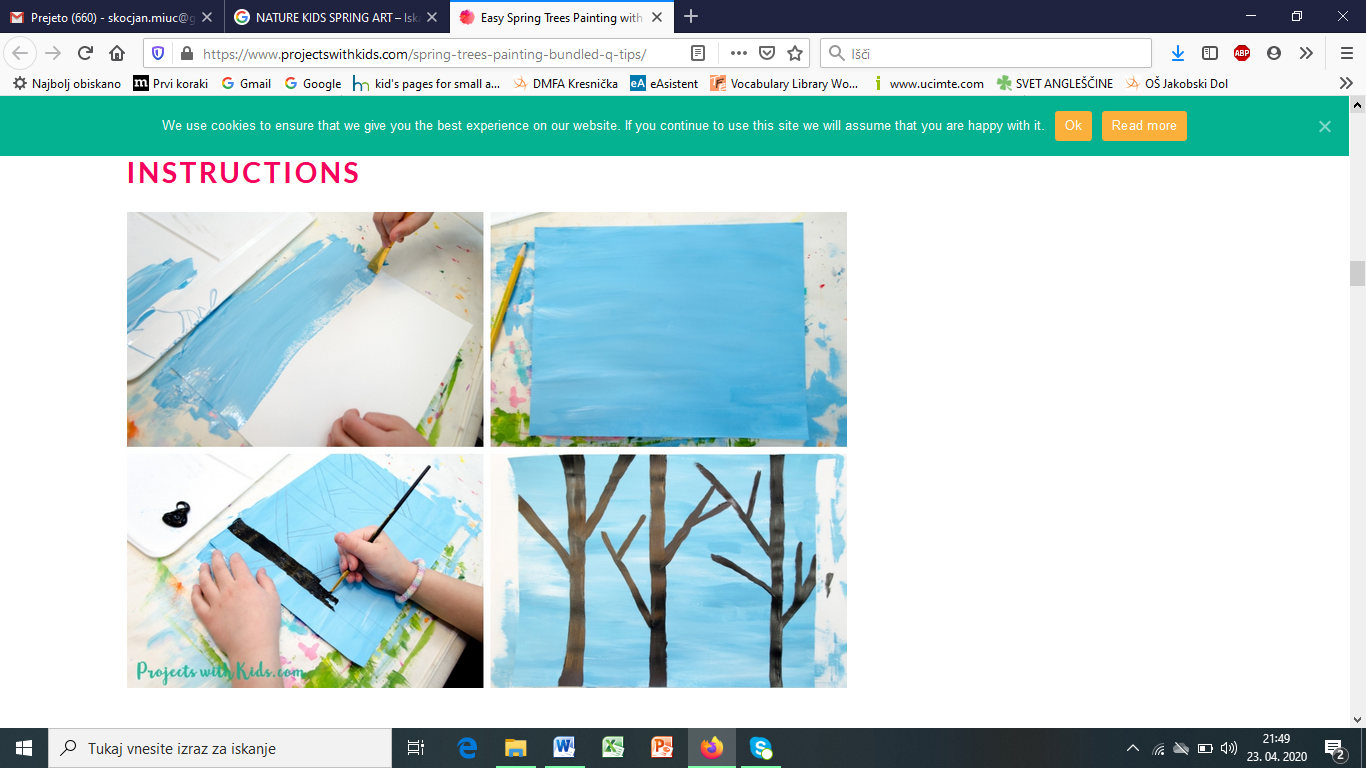 Prejeto (660) - skocjan.miuc@g
NATURE KIDS SPRING ART – Iska
Easy Spring Trees Painting with
https://www.projectswithkids.com/spring-trees-painting-bundled-q-tips/
Išči
ABP
Najbolj obiskano
Prvi koraki
Gmail
Google
kid's pages for small a...
DMFA Kresnička
eAsistent
Vocabulary Library Wo...
www.ucimte.com
SVET ANGLEŠČINE
OŠ Jakobski Dol
We use cookies to ensure that we give you the best experience on our website. If you continue to use this site we will assume that you are happy with it.
Ok
Read more
INSTRUCTIONS
Projects with Kids.com
Tukaj vnesite izraz za iskanje
21:49
23. 04. 2020
2